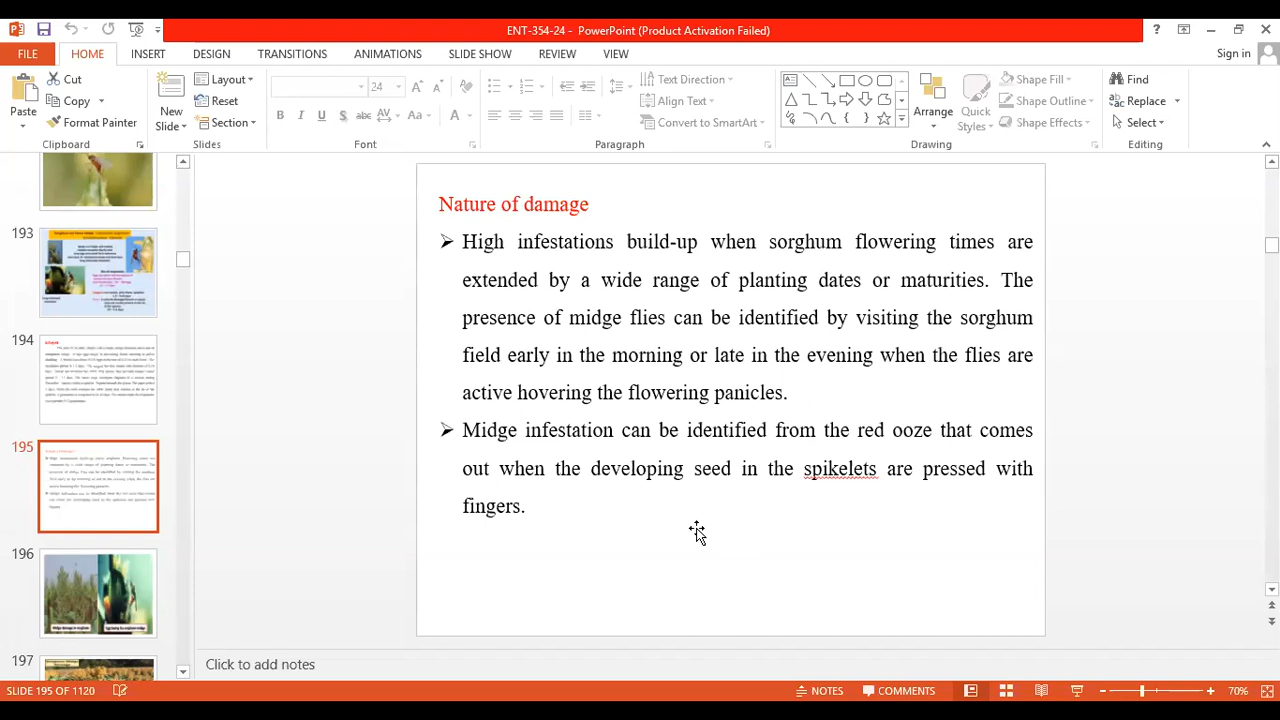 ENT-354-24 - PowerPoint (Product Activation Failed)
FILE HOME INSERT DESIGN TRANSITIONS ANIMATIONS SLIDE SHOW REVIEW VIEW Sign in
Cut Layout 24 Text Direction Shape Fill Find
Paste Copy New Slide Reset Align Text Arrange Quick Styles Shape Outline Replace
Format Painter Section Convert to SmartArt Shape Effects Select
Clipboard Slides Font Paragraph Drawing Editing
193
194
195
196
197
Nature of damage
High infestations build-up when sorghum flowering times are
extended by a wide range of planting dates or maturities. The
presence of midge flies can be identified by visiting the sorghum
field early in the morning or late in the evening when the flies are
active hovering the flowering panicles.
Midge infestation can be identified from the red ooze that comes
out when the developing seed in the spikelets are pressed with
fingers.
Click to add notes
SLIDE 195 OF 1120 NOTES COMMENTS 70%